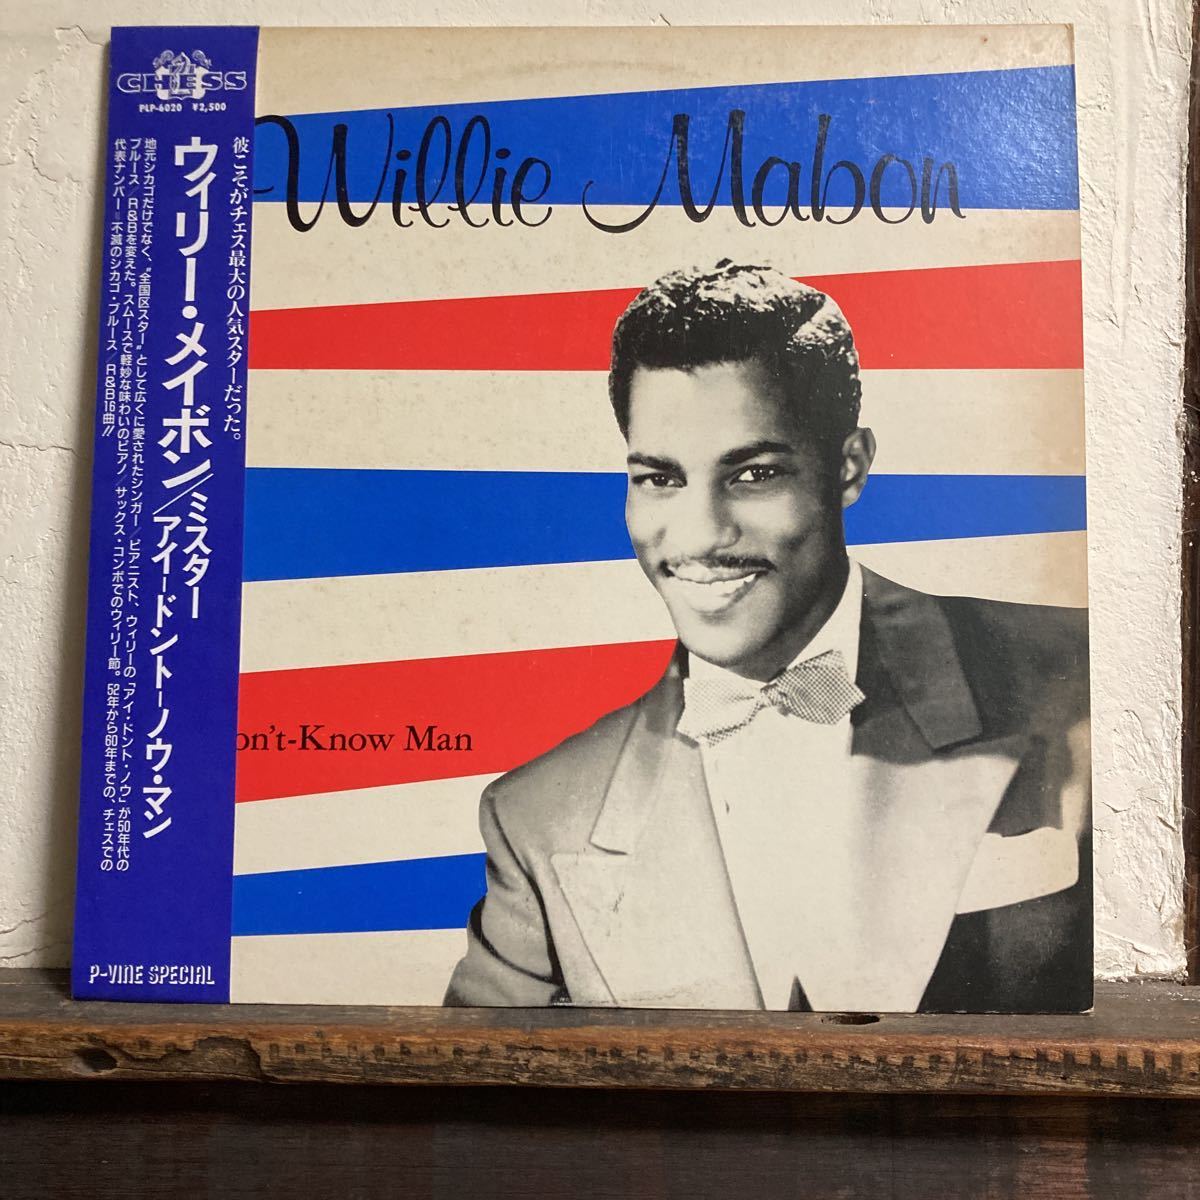 CHESS
PLP-6020 ¥2,500
彼こそがチェス最大の人気スターだった。
ウィリー・メイボン/ミスター
アイ−ドント−ノウ・マン
地元シカゴだけでなく、“全国区スター”として広くに愛されたシンガー/ピアニスト、ウィリーの「アイ・ドント・ノウ」が50年代の
ブルース/R&Bを変えた。スムースで軽妙な味わいのピアノ/サックス・コンボでのウィリー節。52年から60年までの、チェスでの
代表ナンバー=不滅のシカゴ・ブルース/R&B16曲!!
P-VINE SPECIAL
Willie Mabon
on't-Know Man